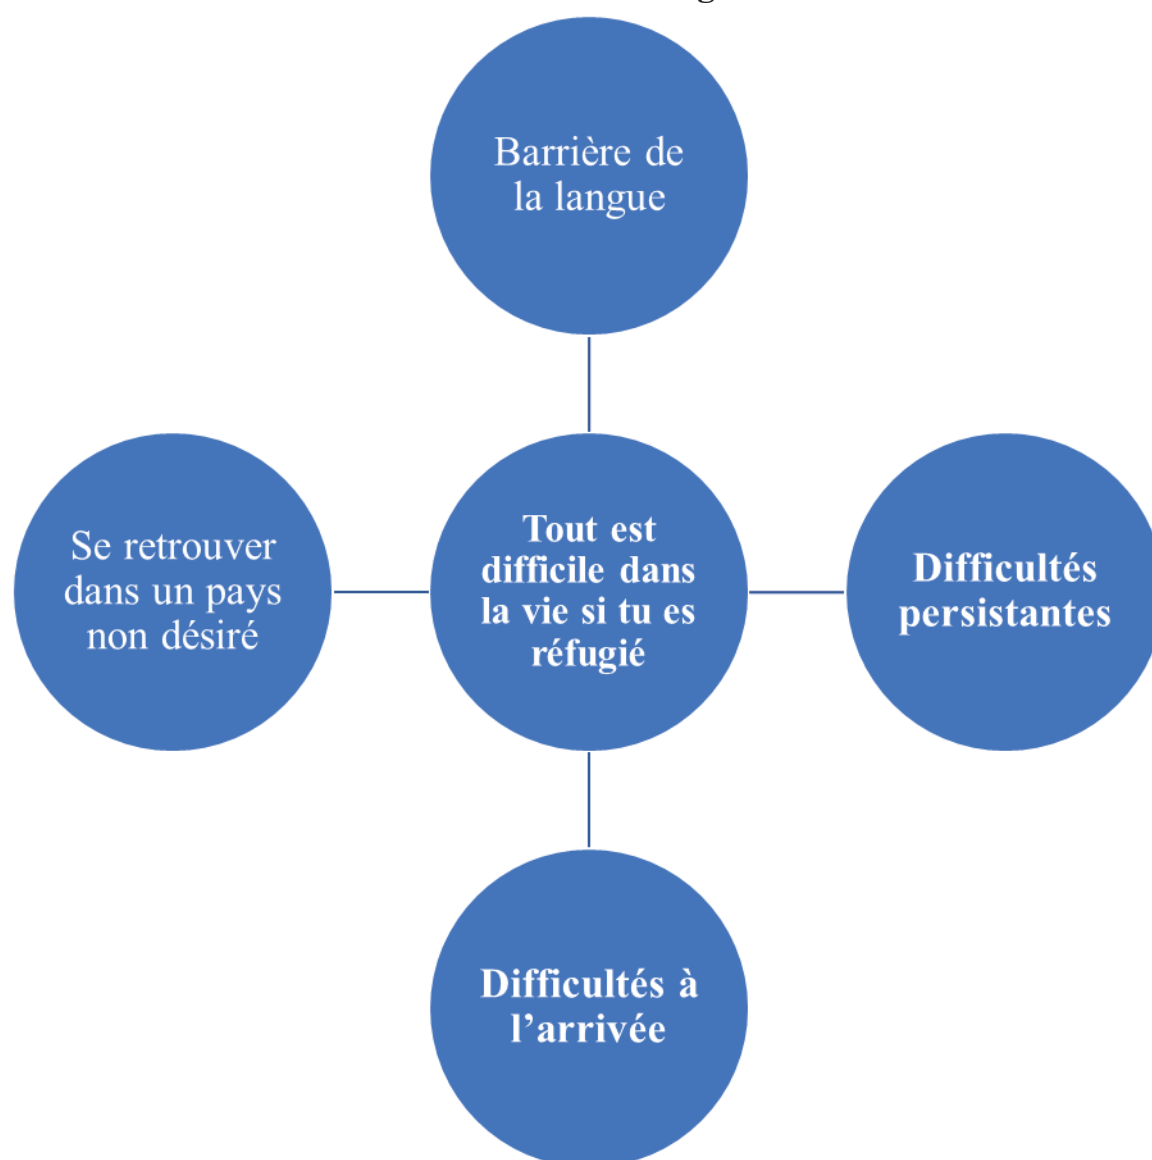 Barrière de
la langue
Se retrouver
dans un pays
non désiré
Tout est
difficile dans
la vie si tu es
réfugié
Difficultés
persistantes
Difficultés à
l’arrivée